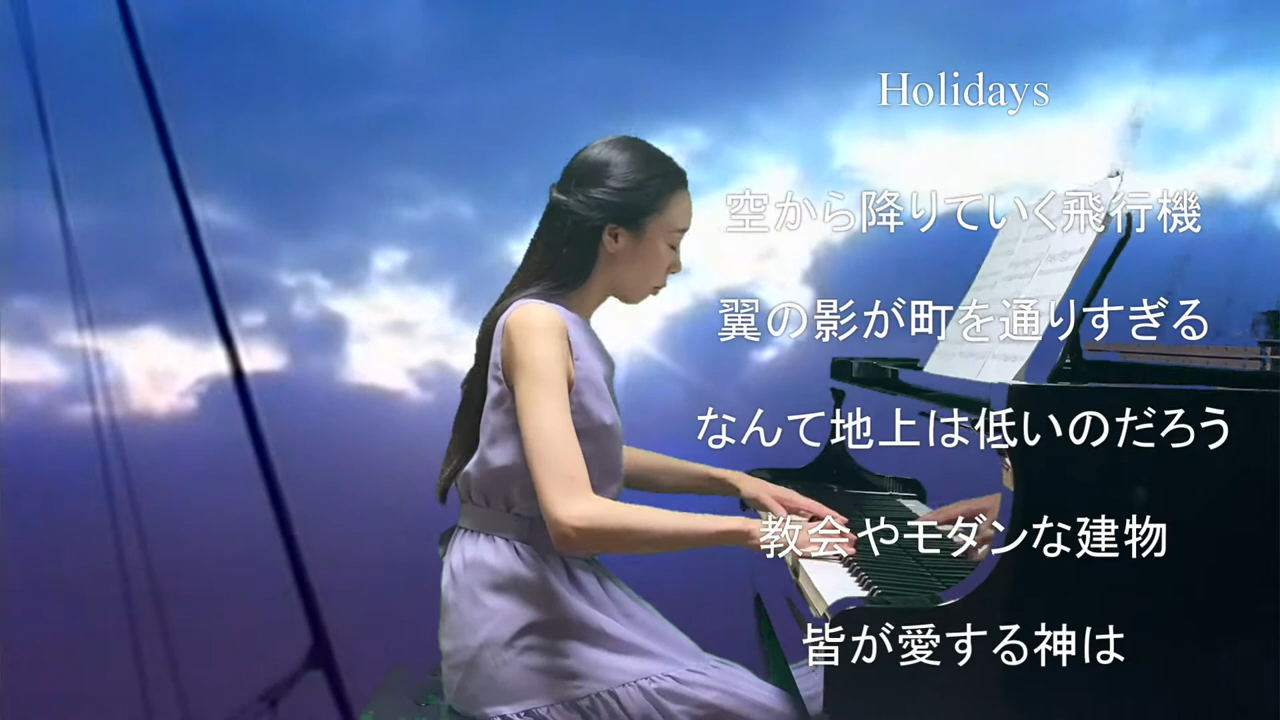 Holidays
空から降りていく飛行機
翼の影が町を通りすぎる
なんて地上は低いのだろう
教会やモダンな建物
皆が愛する神は